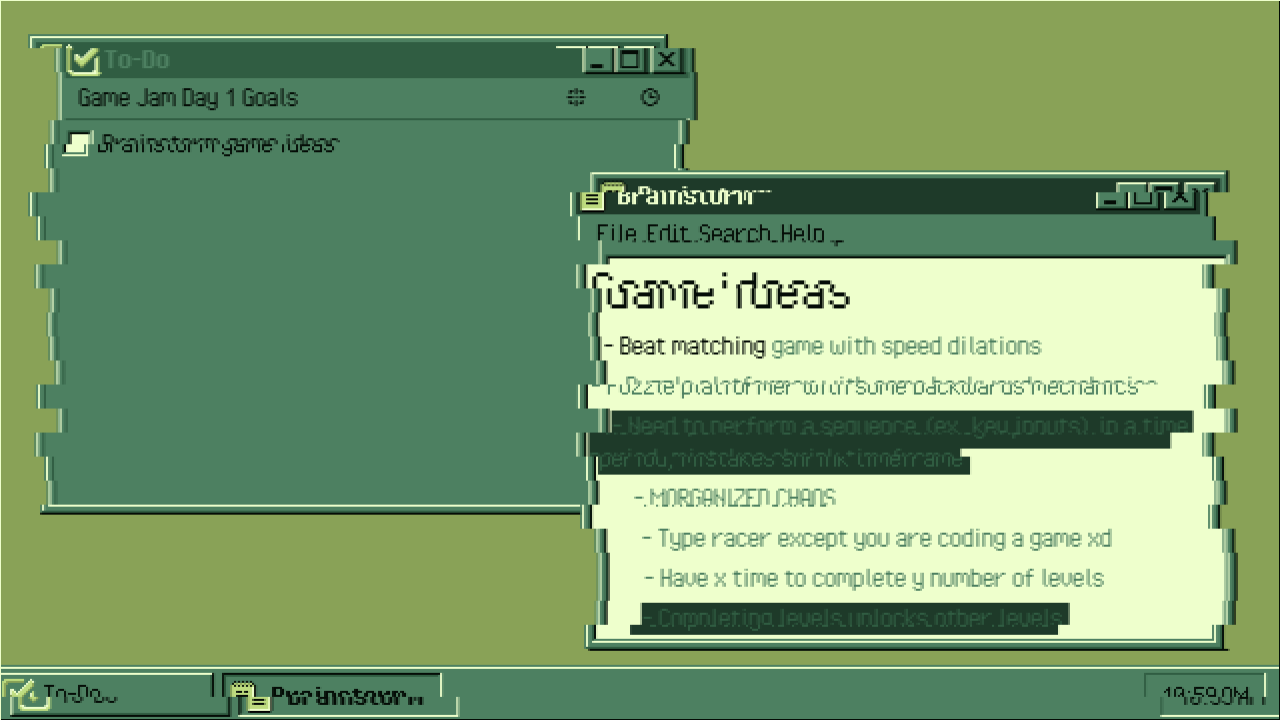 To-Do
Game Jam Day 1 Goals
Brainstorm game ideas
Brainstorm
File Edit Search Help
Game ideas
- Beat matching game with speed dilations
- Puzzle platformer with some backwards mechanics
- Need to perform a sequence (ex. key inputs) in a time
period, mistakes shrink timeframe
- MORGANIZED CHAOS
- Type racer except you are coding a game xd
- Have x time to complete y number of levels
- Completing levels unlocks other levels
To-Do
Brainstorm